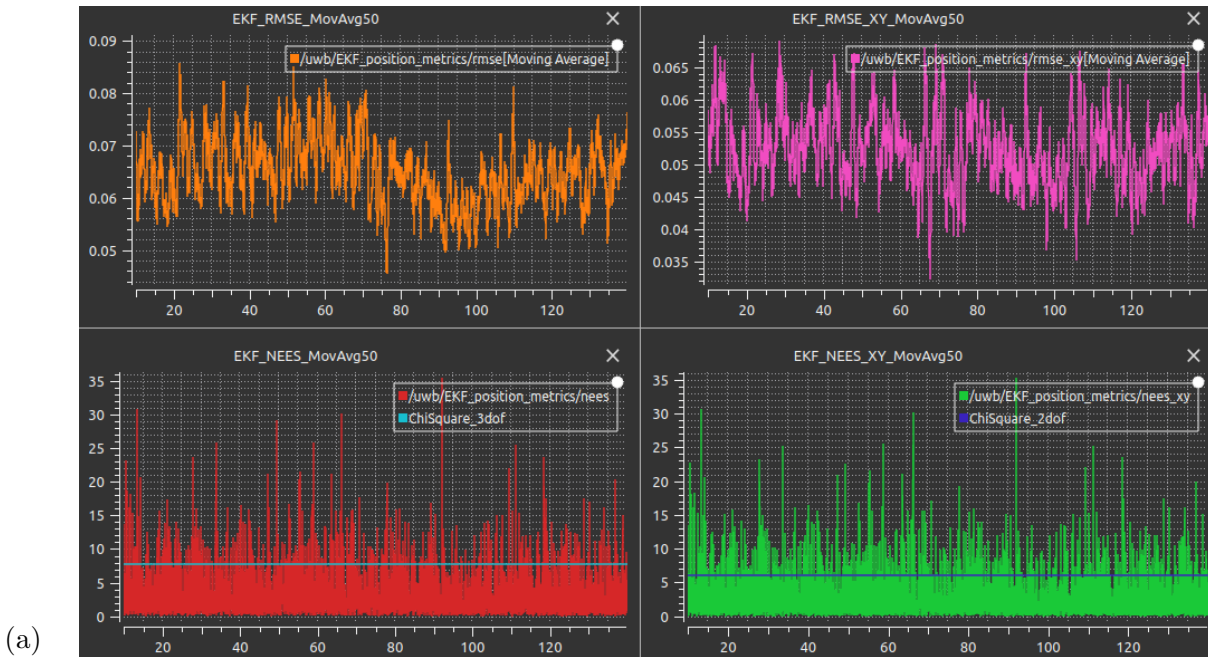 EKF_RMSE_MovAvg50
/uwb/EKF_position_metrics/rmse[Moving Average]
0.09
0.08
0.07
0.06
0.05
20 40 60 80 100 120
EKF_RMSE_XY_MovAvg50
/uwb/EKF_position_metrics/rmse_xy[Moving Average]
0.065
0.06
0.055
0.05
0.045
0.04
0.035
20 40 60 80 100 120
EKF_NEES_MovAvg50
/uwb/EKF_position_metrics/nees
ChiSquare_3dof
35
30
25
20
15
10
5
0
20 40 60 80 100 120
EKF_NEES_XY_MovAvg50
/uwb/EKF_position_metrics/nees_xy
ChiSquare_2dof
35
30
25
20
15
10
5
0
20 40 60 80 100 120
(a)